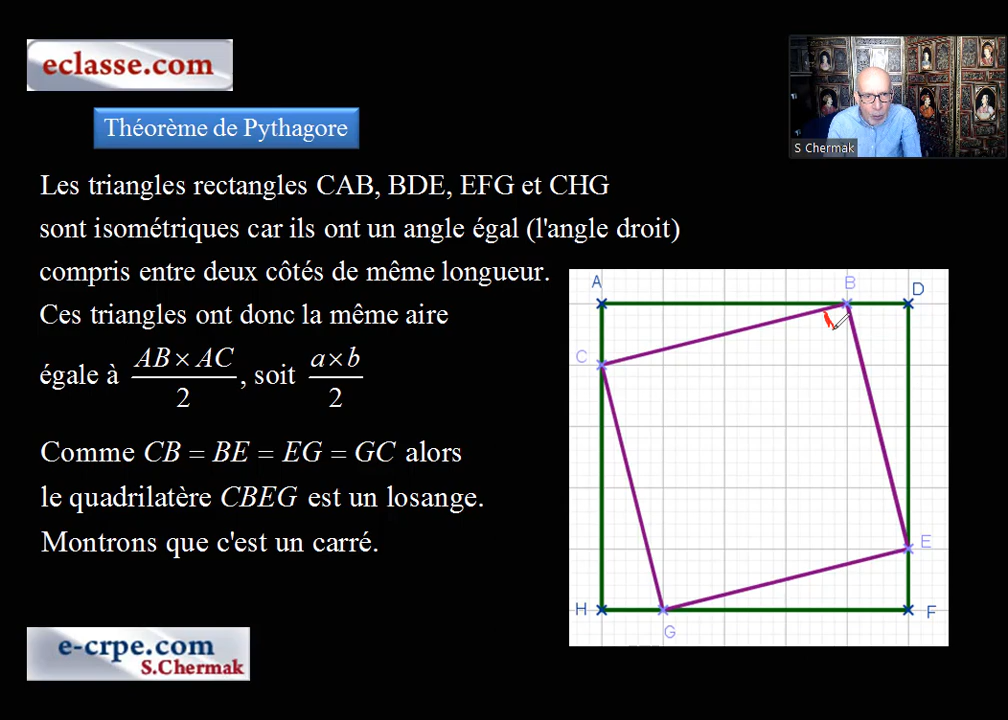 eclasse.com
Théorème de Pythagore
S Chermak
Les triangles rectangles CAB, BDE, EFG et CHG
sont isométriques car ils ont un angle égal (l'angle droit)
compris entre deux côtés de même longueur.
Ces triangles ont donc la même aire
égale à AB × AC / 2, soit a × b / 2
Comme CB = BE = EG = GC alors
le quadrilatère CBEG est un losange.
Montrons que c'est un carré.
A B D
C
E
H G F
e-crpe.com
S.Chermak